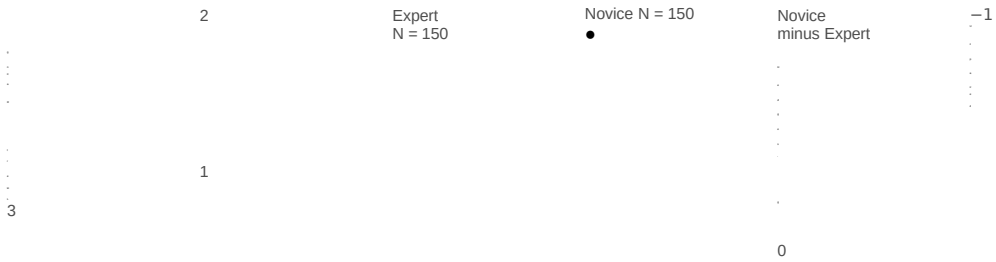 2
Expert
N = 150
Novice N = 150
Novice
minus Expert
−1
1
3
0